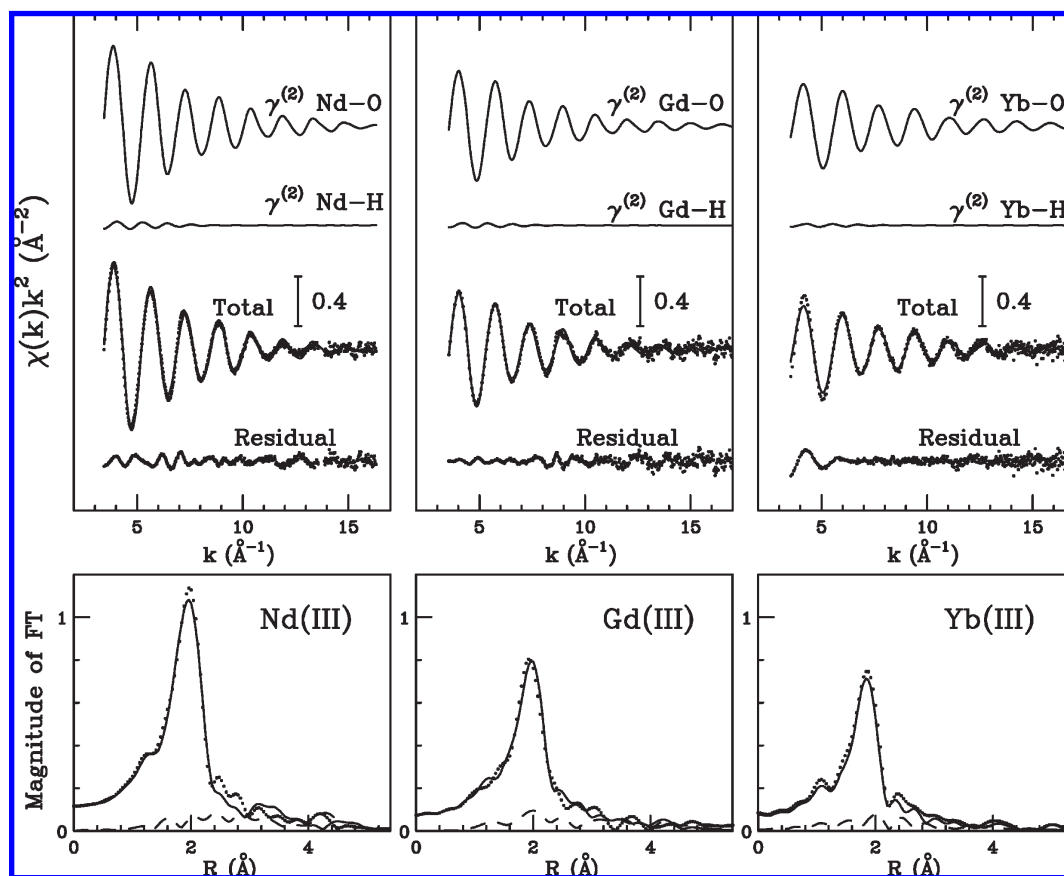 χ(k)k² (Å⁻²)
γ⁽²⁾ Nd–O
γ⁽²⁾ Nd–H
Total 0.4
Residual
5 10 15
k (Å⁻¹)
γ⁽²⁾ Gd–O
γ⁽²⁾ Gd–H
Total 0.4
Residual
5 10 15
k (Å⁻¹)
γ⁽²⁾ Yb–O
γ⁽²⁾ Yb–H
Total 0.4
Residual
5 10 15
k (Å⁻¹)
Magnitude of FT
1
0
Nd(III)
0 2 4
R (Å)
1
0
Gd(III)
0 2 4
R (Å)
1
0
Yb(III)
0 2 4
R (Å)